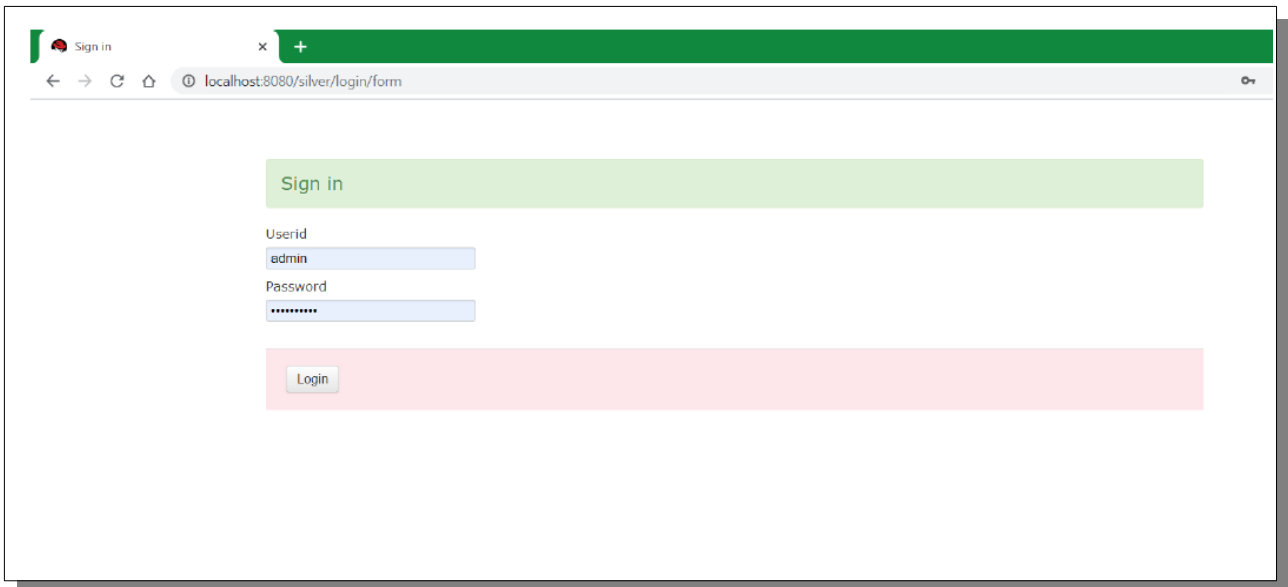 Sign in
localhost:8080/silver/login/form
Sign in
Userid
admin
Password
••••••••••
Login